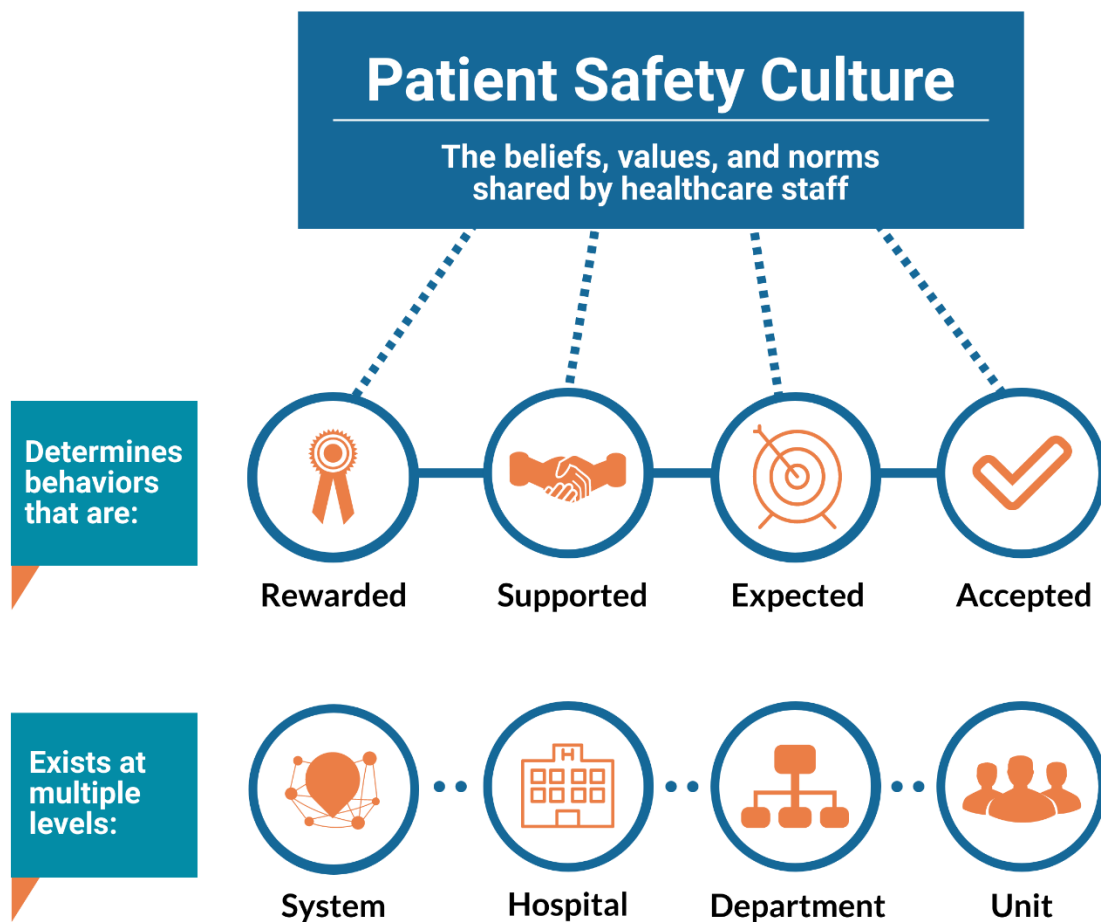 Patient Safety Culture
The beliefs, values, and norms
shared by healthcare staff
Determines
behaviors
that are:
Rewarded
Supported
Expected
Accepted
Exists at
multiple
levels:
H
System
Hospital
Department
Unit